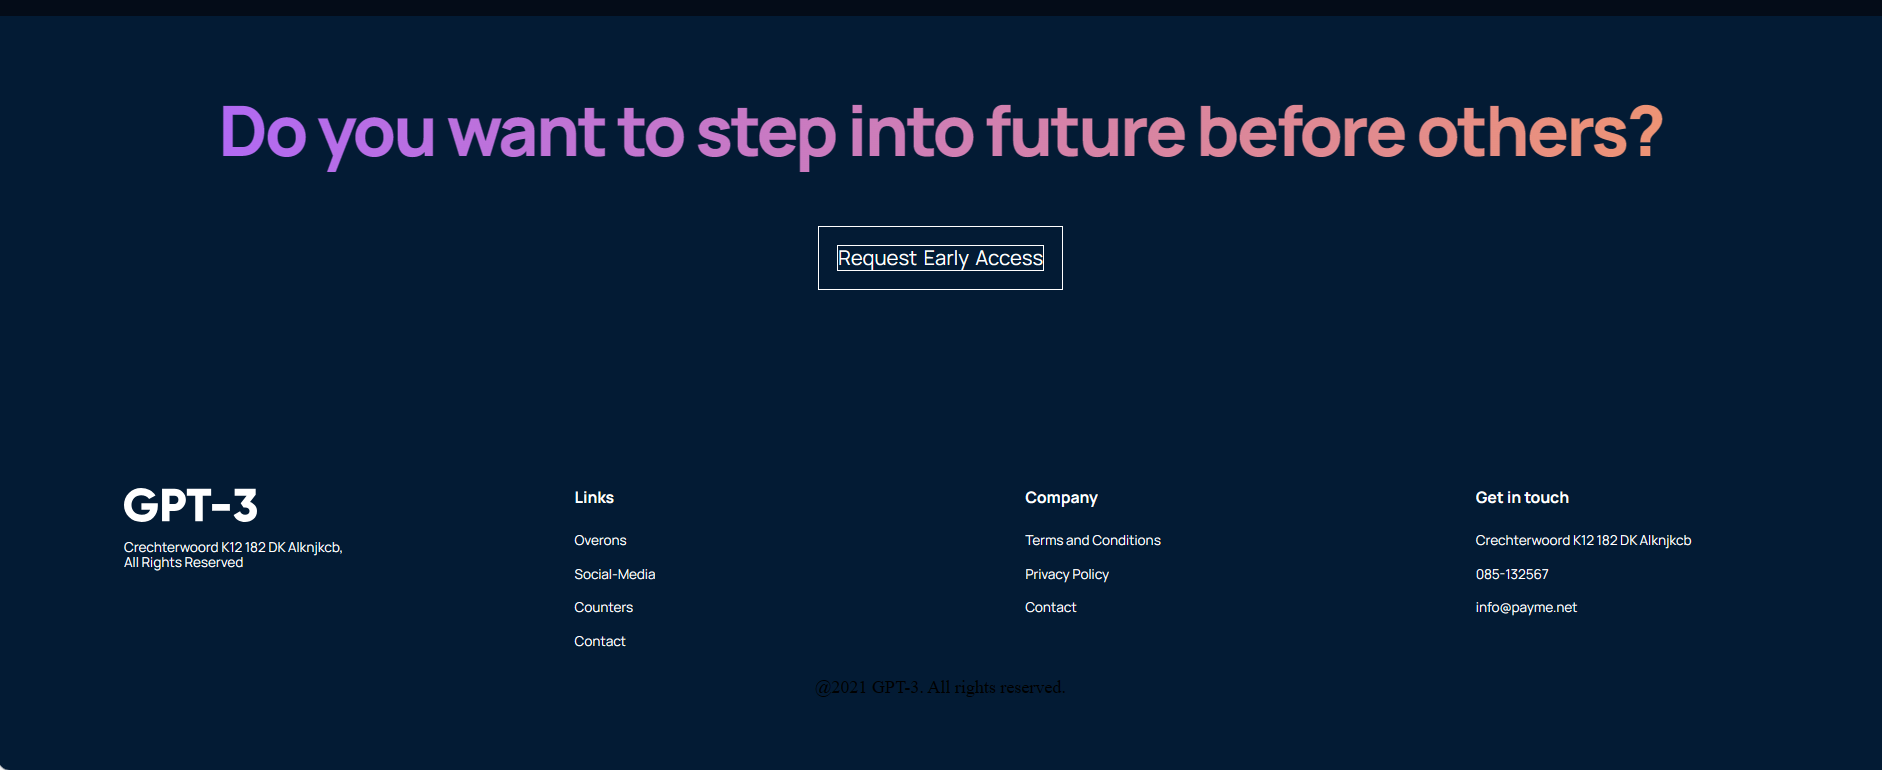 Do you want to step into future before others?
Request Early Access
GPT-3
Crechterwoord K12 182 DK Alknjkcb,
All Rights Reserved
Links
Overons
Social-Media
Counters
Contact
Company
Terms and Conditions
Privacy Policy
Contact
Get in touch
Crechterwoord K12 182 DK Alknjkcb
085-132567
info@payme.net
@2021 GPT-3. All rights reserved.